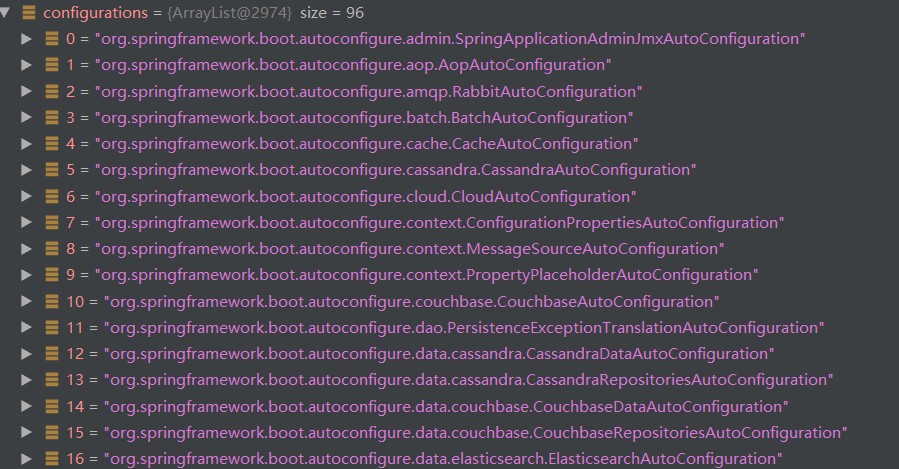 configurations = {ArrayList@2974} size = 96
0 = "org.springframework.boot.autoconfigure.admin.SpringApplicationAdminJmxAutoConfiguration"
1 = "org.springframework.boot.autoconfigure.aop.AopAutoConfiguration"
2 = "org.springframework.boot.autoconfigure.amqp.RabbitAutoConfiguration"
3 = "org.springframework.boot.autoconfigure.batch.BatchAutoConfiguration"
4 = "org.springframework.boot.autoconfigure.cache.CacheAutoConfiguration"
5 = "org.springframework.boot.autoconfigure.cassandra.CassandraAutoConfiguration"
6 = "org.springframework.boot.autoconfigure.cloud.CloudAutoConfiguration"
7 = "org.springframework.boot.autoconfigure.context.ConfigurationPropertiesAutoConfiguration"
8 = "org.springframework.boot.autoconfigure.context.MessageSourceAutoConfiguration"
9 = "org.springframework.boot.autoconfigure.context.PropertyPlaceholderAutoConfiguration"
10 = "org.springframework.boot.autoconfigure.couchbase.CouchbaseAutoConfiguration"
11 = "org.springframework.boot.autoconfigure.dao.PersistenceExceptionTranslationAutoConfiguration"
12 = "org.springframework.boot.autoconfigure.data.cassandra.CassandraDataAutoConfiguration"
13 = "org.springframework.boot.autoconfigure.data.cassandra.CassandraRepositoriesAutoConfiguration"
14 = "org.springframework.boot.autoconfigure.data.couchbase.CouchbaseDataAutoConfiguration"
15 = "org.springframework.boot.autoconfigure.data.couchbase.CouchbaseRepositoriesAutoConfiguration"
16 = "org.springframework.boot.autoconfigure.data.elasticsearch.ElasticsearchAutoConfiguration"